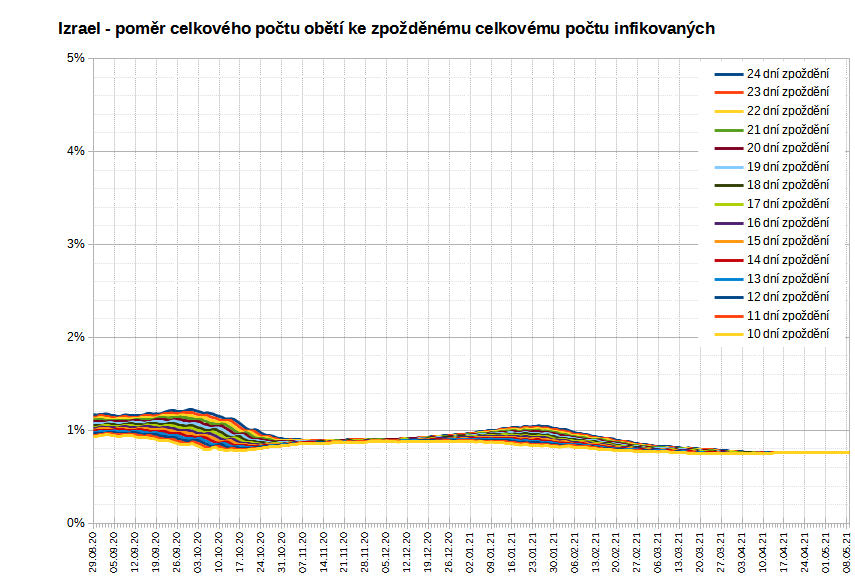 Izrael - poměr celkového počtu obětí ke zpožděnému celkovému počtu infikovaných
5%
4%
3%
2%
1%
0%
24 dní zpoždění
23 dní zpoždění
22 dní zpoždění
21 dní zpoždění
20 dní zpoždění
19 dní zpoždění
18 dní zpoždění
17 dní zpoždění
16 dní zpoždění
15 dní zpoždění
14 dní zpoždění
13 dní zpoždění
12 dní zpoždění
11 dní zpoždění
10 dní zpoždění
29.08.20
05.09.20
12.09.20
19.09.20
26.09.20
03.10.20
10.10.20
17.10.20
24.10.20
31.10.20
07.11.20
14.11.20
21.11.20
28.11.20
05.12.20
12.12.20
19.12.20
26.12.20
02.01.21
09.01.21
16.01.21
23.01.21
30.01.21
06.02.21
13.02.21
20.02.21
27.02.21
06.03.21
13.03.21
20.03.21
27.03.21
03.04.21
10.04.21
17.04.21
24.04.21
01.05.21
08.05.21